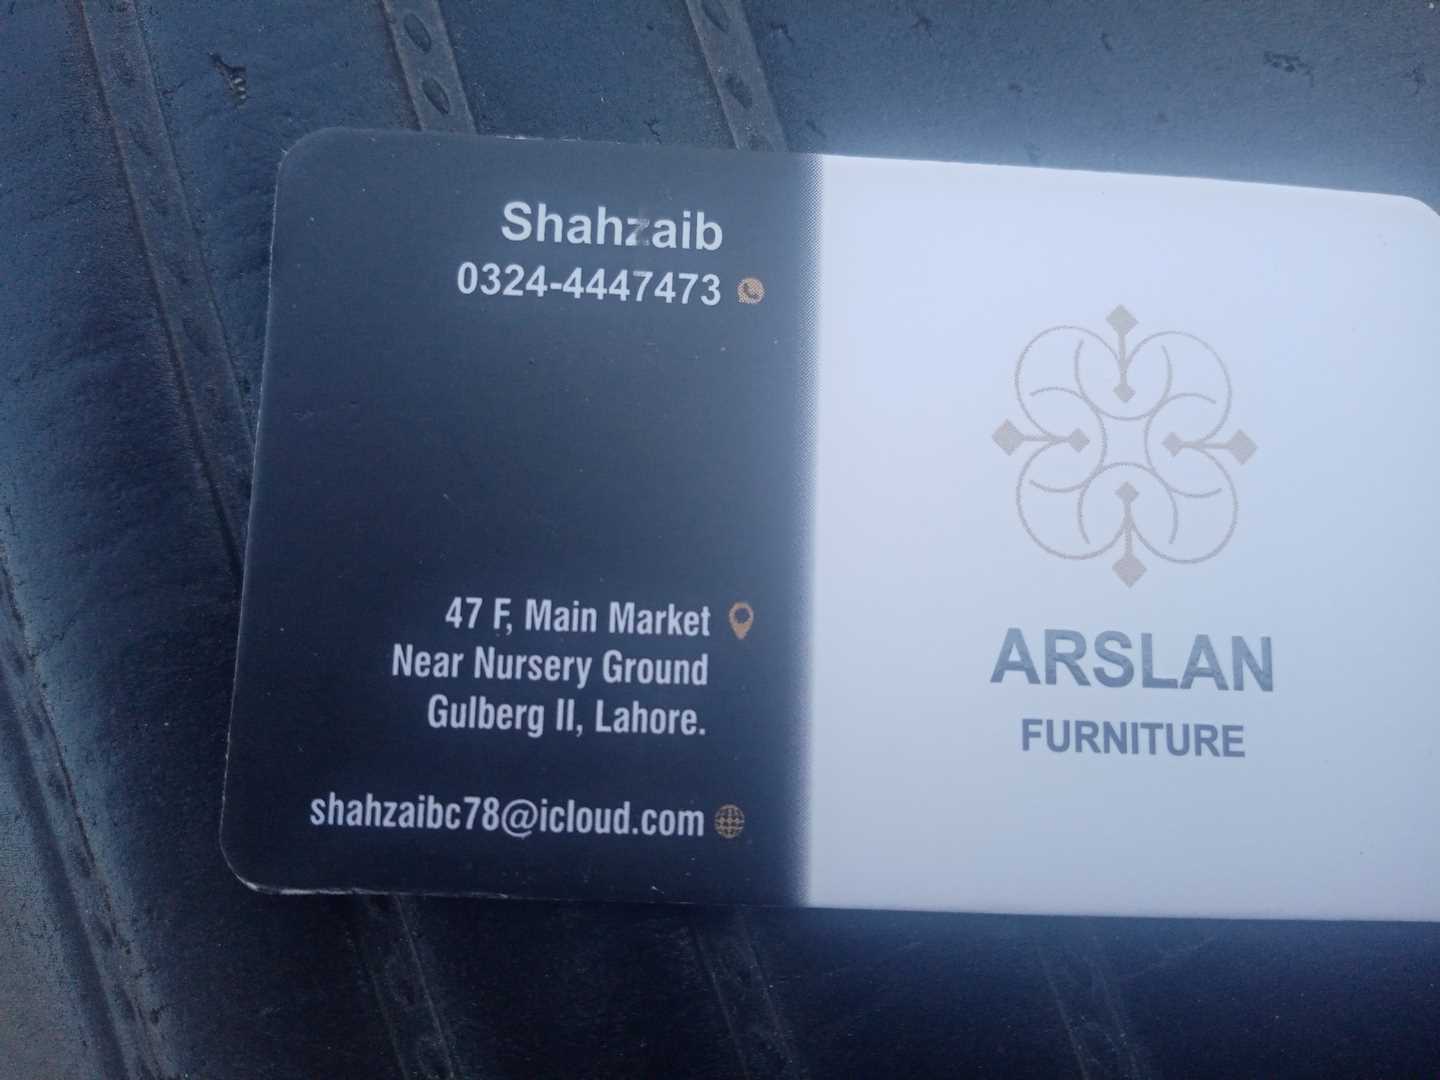 Shahzaib
0324-4447473
47 F, Main Market
Near Nursery Ground
Gulberg II, Lahore.
shahzaibc78@icloud.com
ARSLAN
FURNITURE